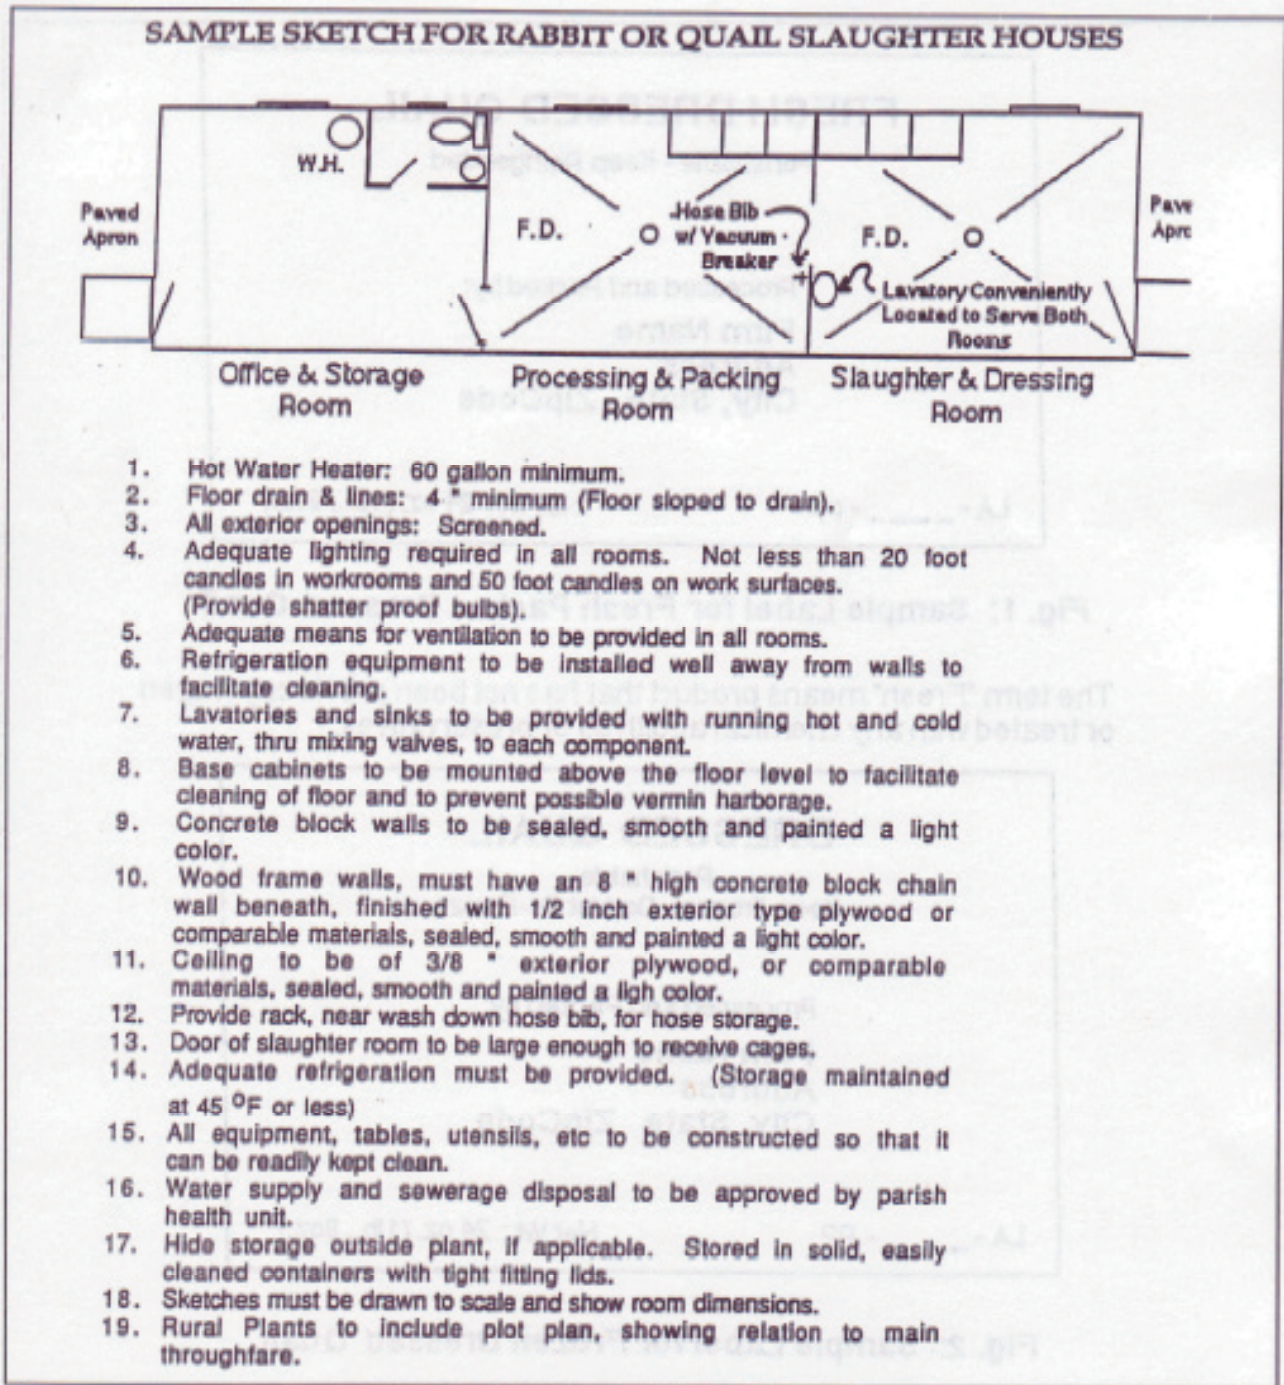 SAMPLE SKETCH FOR RABBIT OR QUAIL SLAUGHTER HOUSES
W.H.
Paved
Apron
F.D.
Hose Bib
w/ Vacuum
Breaker
F.D.
Lavatory Conveniently
Located to Serve Both
Rooms
Pave
Apro
Office & Storage
Room
Processing & Packing
Room
Slaughter & Dressing
Room
1. Hot Water Heater: 60 gallon minimum.
2. Floor drain & lines: 4 " minimum (Floor sloped to drain).
3. All exterior openings: Screened.
4. Adequate lighting required in all rooms. Not less than 20 foot
candles in workrooms and 50 foot candles on work surfaces.
(Provide shatter proof bulbs).
5. Adequate means for ventilation to be provided in all rooms.
6. Refrigeration equipment to be installed well away from walls to
facilitate cleaning.
7. Lavatories and sinks to be provided with running hot and cold
water, thru mixing valves, to each component.
8. Base cabinets to be mounted above the floor level to facilitate
cleaning of floor and to prevent possible vermin harborage.
9. Concrete block walls to be sealed, smooth and painted a light
color.
10. Wood frame walls, must have an 8 " high concrete block chain
wall beneath, finished with 1/2 inch exterior type plywood or
comparable materials, sealed, smooth and painted a light color.
11. Ceiling to be of 3/8 " exterior plywood, or comparable
materials, sealed, smooth and painted a ligh color.
12. Provide rack, near wash down hose bib, for hose storage.
13. Door of slaughter room to be large enough to receive cages.
14. Adequate refrigeration must be provided. (Storage maintained
at 45 °F or less)
15. All equipment, tables, utensils, etc to be constructed so that it
can be readily kept clean.
16. Water supply and sewerage disposal to be approved by parish
health unit.
17. Hide storage outside plant, if applicable. Stored in solid, easily
cleaned containers with tight fitting lids.
18. Sketches must be drawn to scale and show room dimensions.
19. Rural Plants to include plot plan, showing relation to main
throughfare.